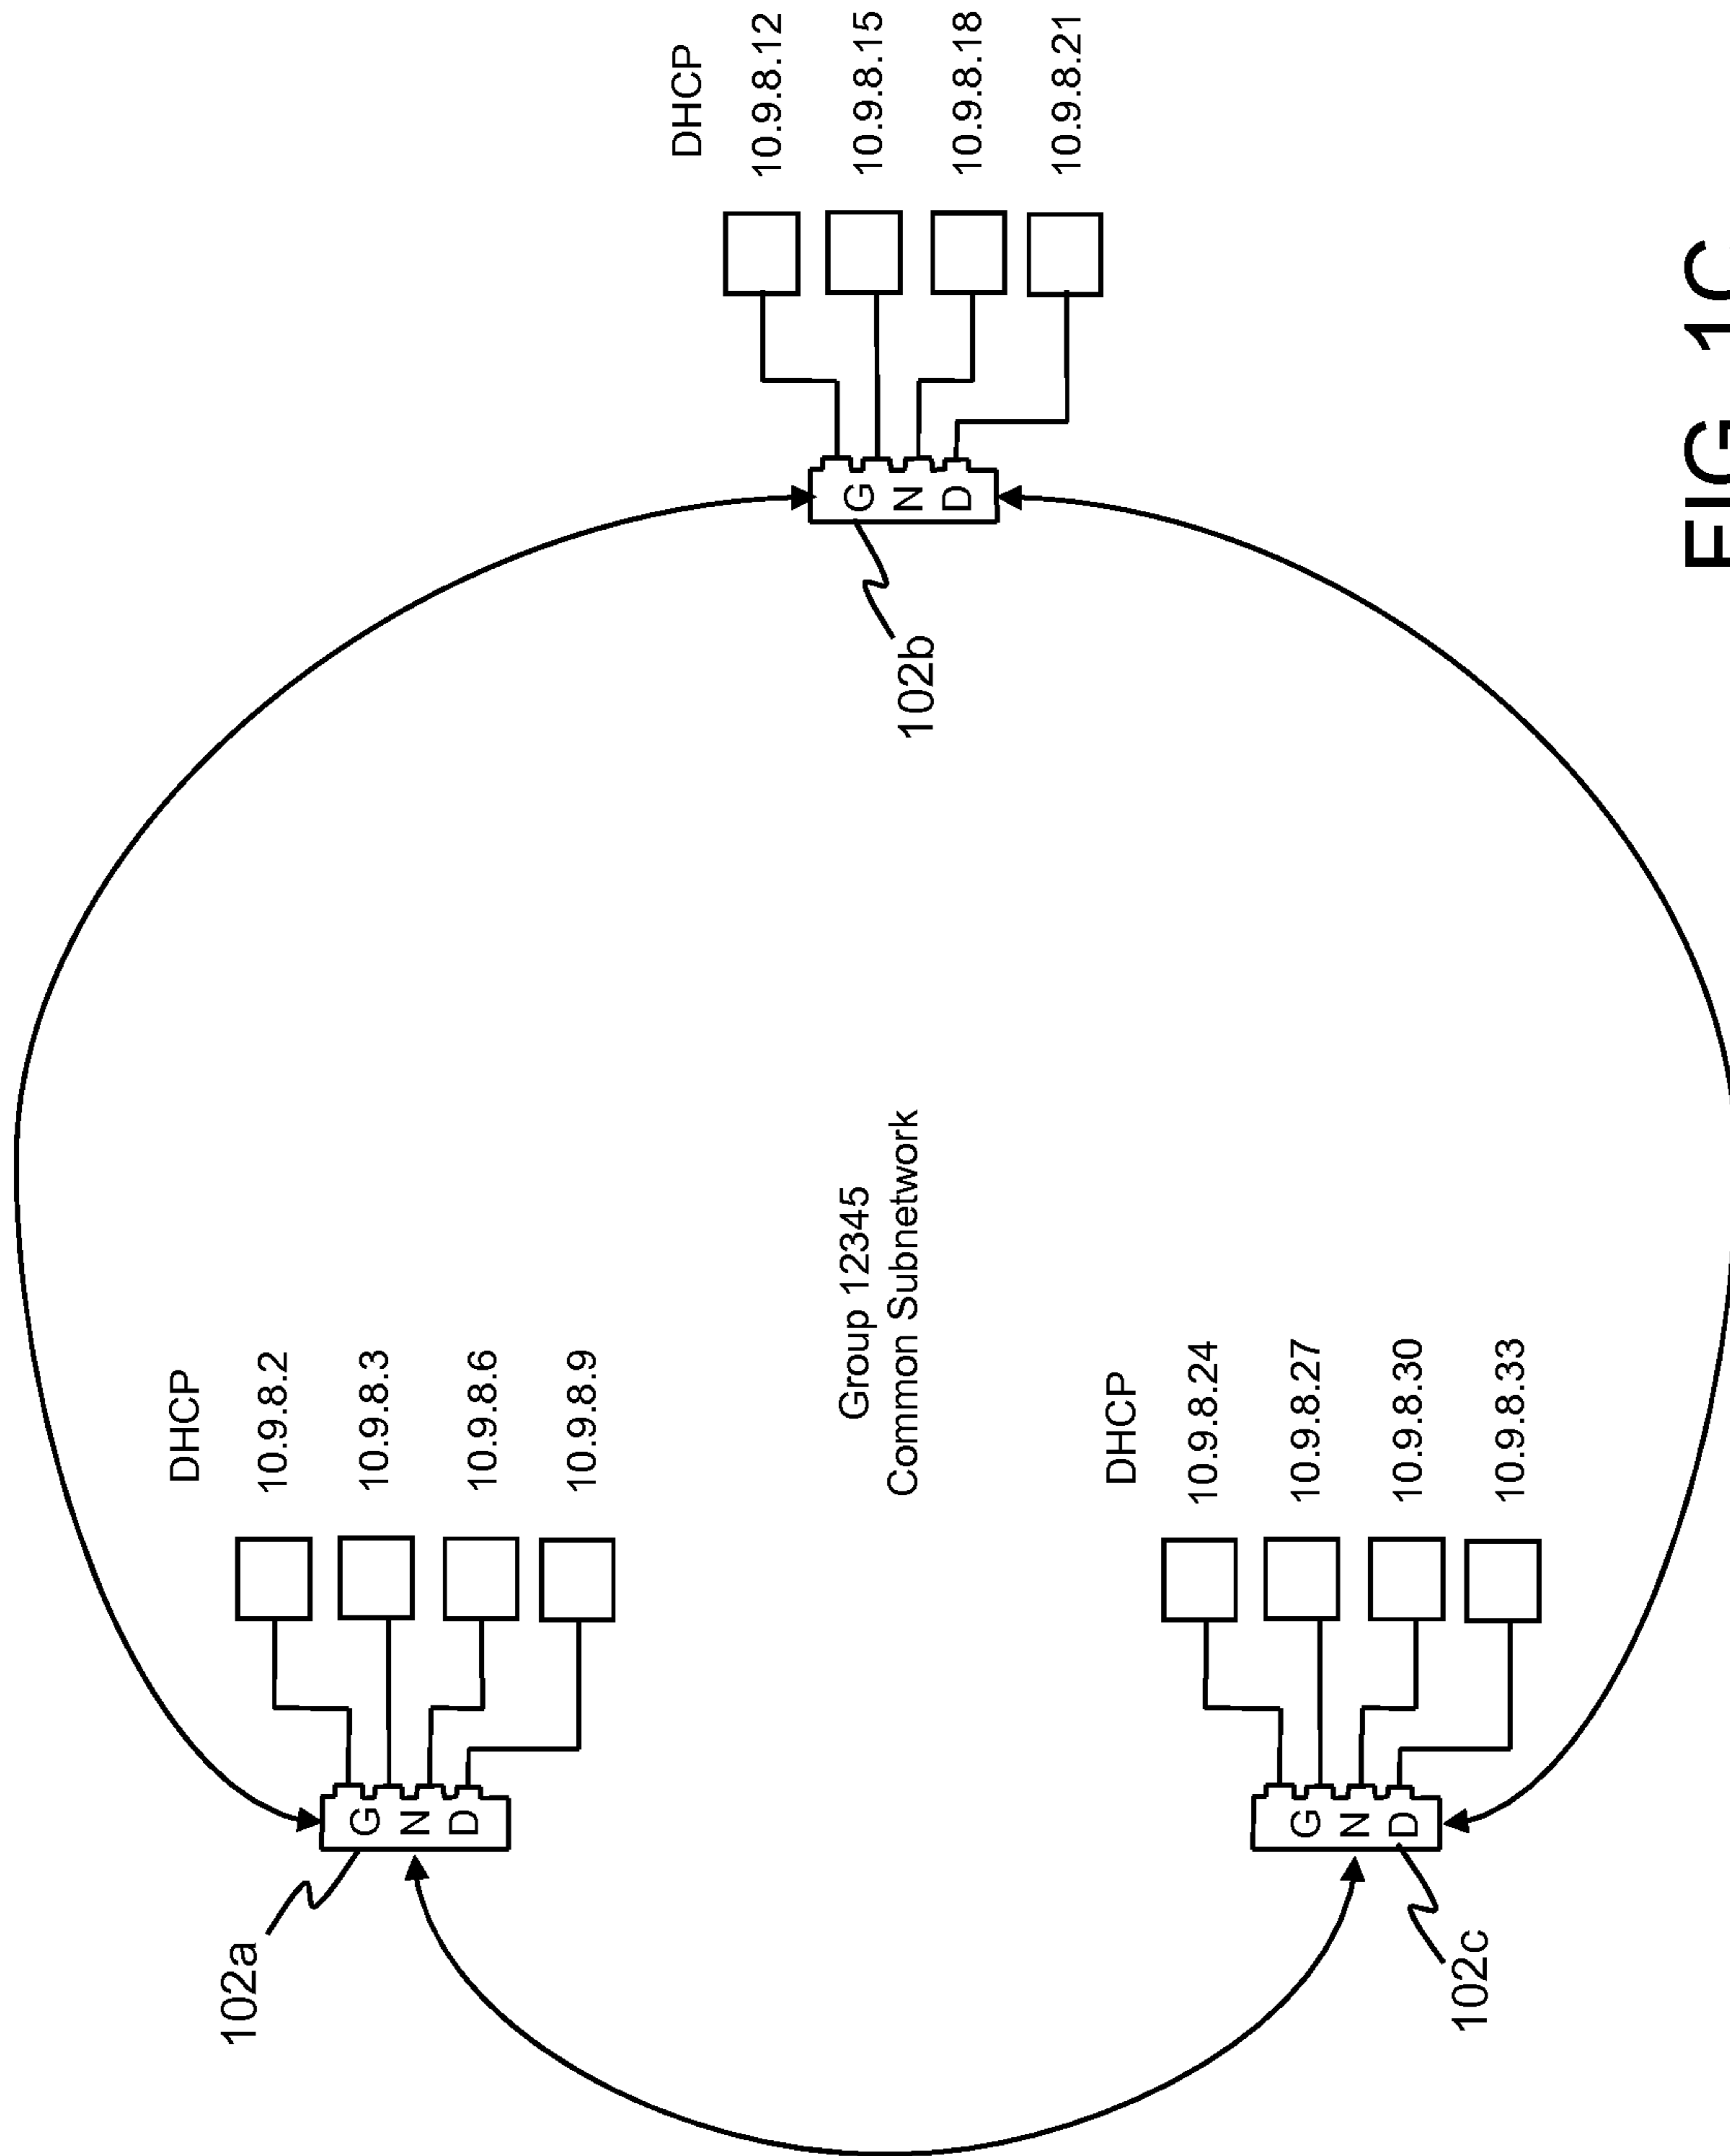 DHCP
10.9.8.2
10.9.8.3
10.9.8.6
10.9.8.9
GND
102a
DHCP
10.9.8.12
10.9.8.15
10.9.8.18
10.9.8.21
GND
102b
Group 12345
Common Subnetwork
DHCP
10.9.8.24
10.9.8.27
10.9.8.30
10.9.8.33
GND
102c
FIG. 1C